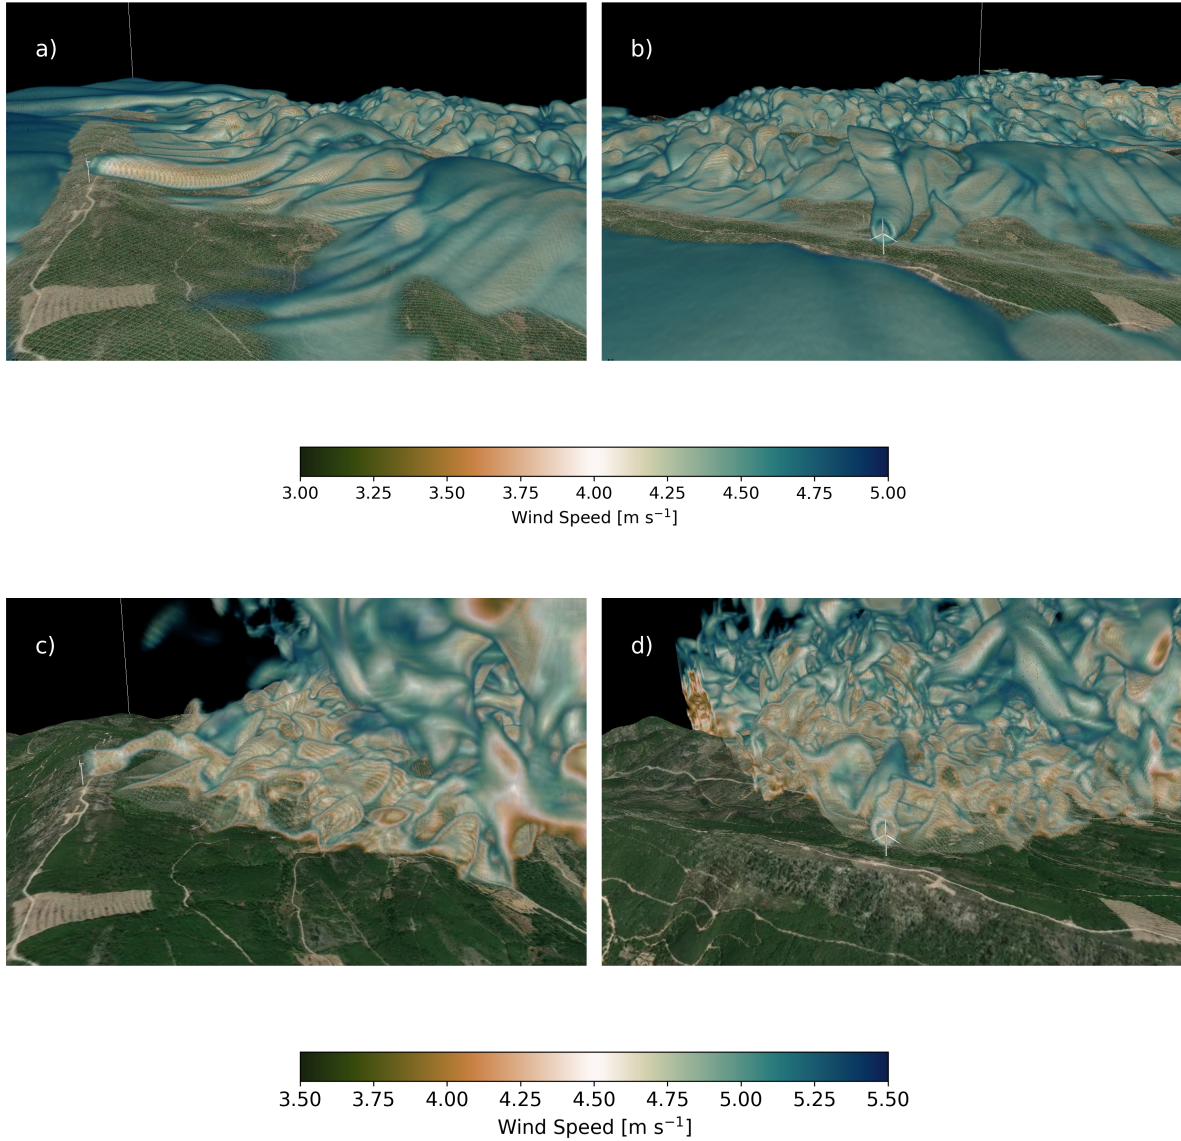 a)
b)
3.00 3.25 3.50 3.75 4.00 4.25 4.50 4.75 5.00
Wind Speed [m s⁻¹]
c)
d)
3.50 3.75 4.00 4.25 4.50 4.75 5.00 5.25 5.50
Wind Speed [m s⁻¹]